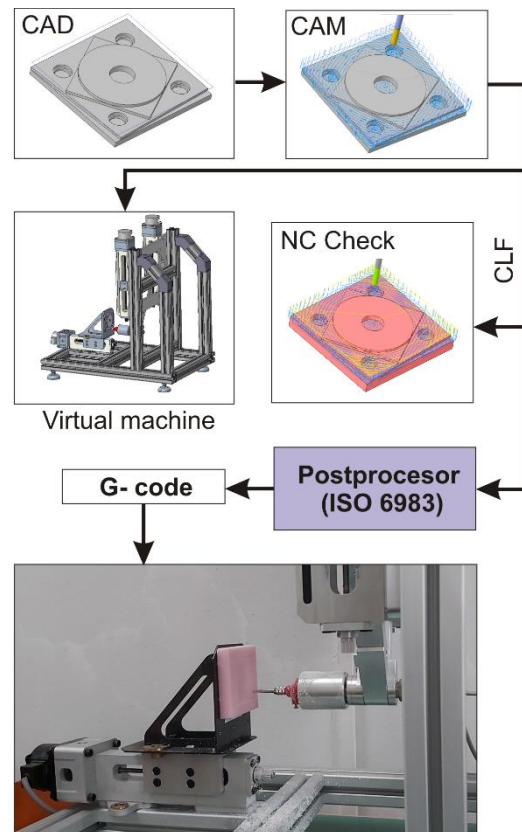 CAD
CAM
CLF
NC Check
Virtual machine
Postprocesor
(ISO 6983)
G- code